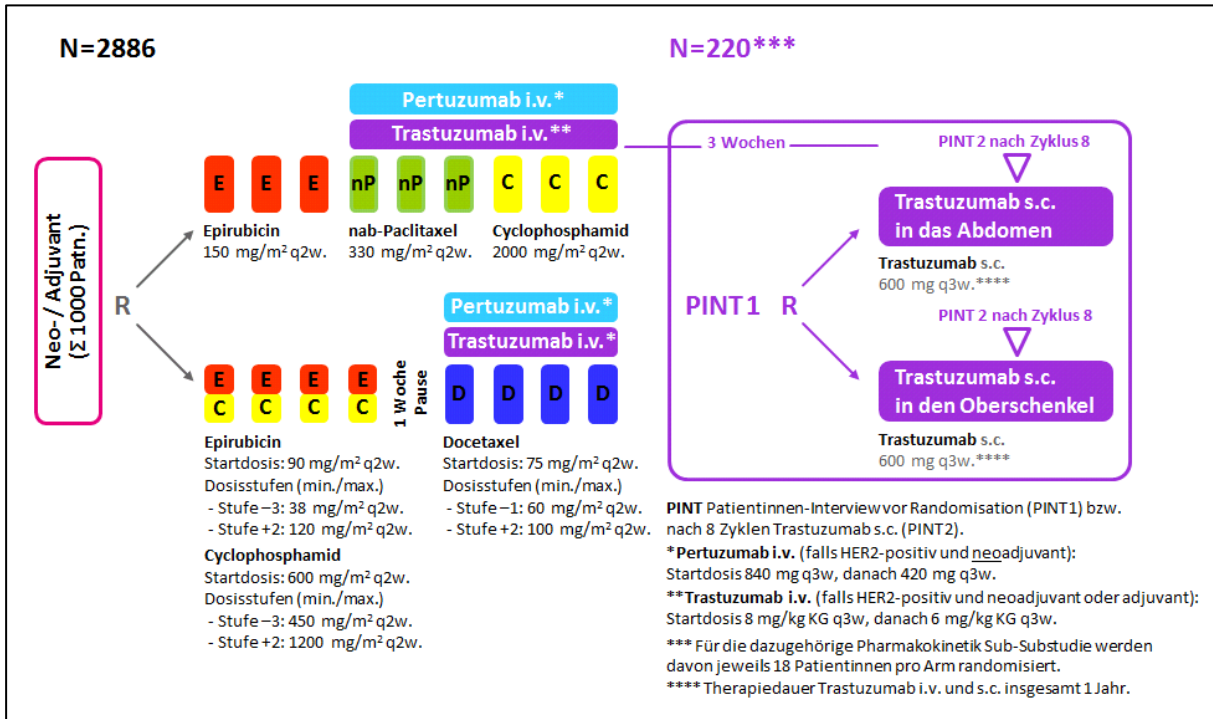 N=2886
N=220***
Neo- / Adjuvant
(Σ 1000 Patn.)
R
Pertuzumab i.v.*
Trastuzumab i.v.**
E E E nP nP nP C C C
Epirubicin
150 mg/m² q2w.
nab-Paclitaxel
330 mg/m² q2w.
Cyclophosphamid
2000 mg/m² q2w.
Pertuzumab i.v.*
Trastuzumab i.v.*
E E E E
C C C C
1 Woche
Pause
D D D D
Epirubicin
Startdosis: 90 mg/m² q2w.
Dosisstufen (min./max.)
- Stufe −3: 38 mg/m² q2w.
- Stufe +2: 120 mg/m² q2w.
Cyclophosphamid
Startdosis: 600 mg/m² q2w.
Dosisstufen (min./max.)
- Stufe −3: 450 mg/m² q2w.
- Stufe +2: 1200 mg/m² q2w.
Docetaxel
Startdosis: 75 mg/m² q2w.
Dosisstufen (min./max.)
- Stufe −1: 60 mg/m² q2w.
- Stufe +2: 100 mg/m² q2w.
3 Wochen
PINT 2 nach Zyklus 8
Trastuzumab s.c.
in das Abdomen
Trastuzumab s.c.
600 mg q3w.****
PINT1 R
PINT 2 nach Zyklus 8
Trastuzumab s.c.
in den Oberschenkel
Trastuzumab s.c.
600 mg q3w.****
PINT Patientinnen-Interview vor Randomisation (PINT1) bzw.
nach 8 Zyklen Trastuzumab s.c. (PINT2).
*Pertuzumab i.v. (falls HER2-positiv und neoadjuvant):
Startdosis 840 mg q3w, danach 420 mg q3w.
**Trastuzumab i.v. (falls HER2-positiv und neoadjuvant oder adjuvant):
Startdosis 8 mg/kg KG q3w, danach 6 mg/kg KG q3w.
*** Für die dazugehörige Pharmakokinetik Sub-Substudie werden
davon jeweils 18 Patientinnen pro Arm randomisiert.
**** Therapiedauer Trastuzumab i.v. und s.c. insgesamt 1 Jahr.